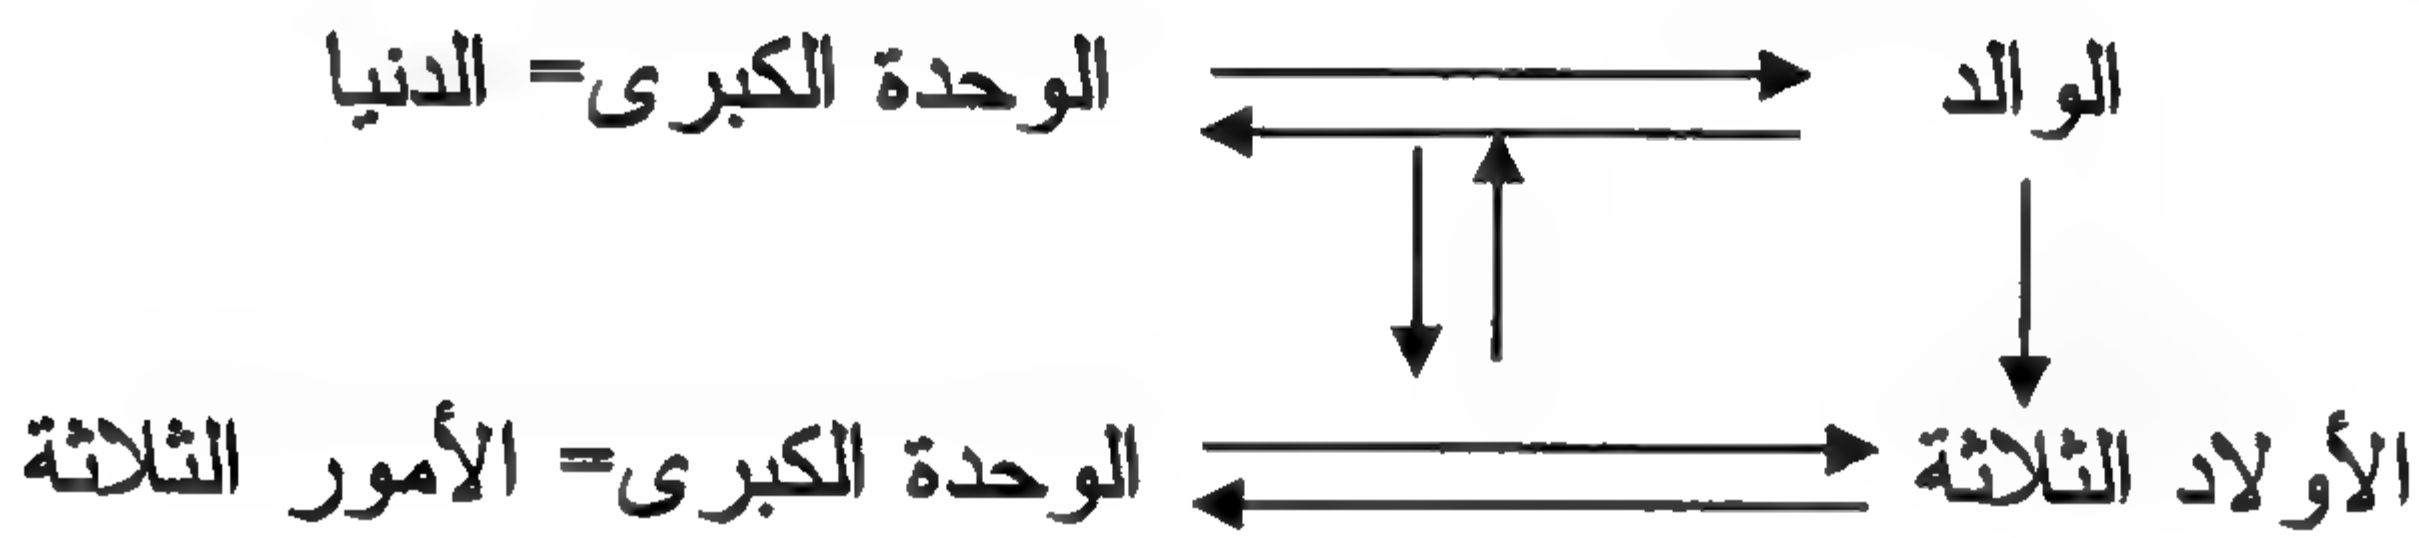 الوالد الوحدة الكبرى= الدنيا
الأولاد الثلاثة الوحدة الكبرى= الأمور الثلاثة